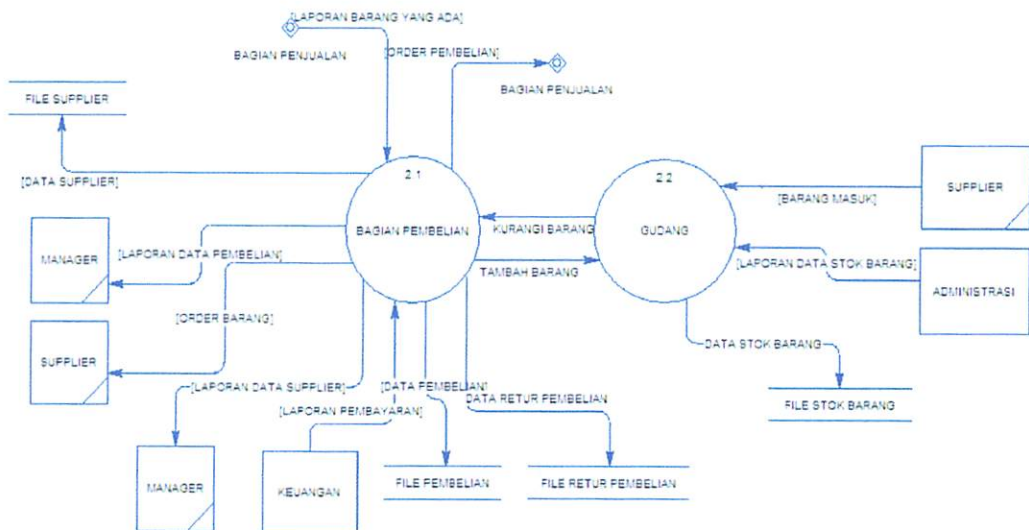 [LAPORAN BARANG YANG ADA]
BAGIAN PENJUALAN
[ORDER PEMBELIAN]
BAGIAN PENJUALAN
FILE SUPPLIER
[DATA SUPPLIER]
2.1
BAGIAN PEMBELIAN
2.2
GUDANG
SUPPLIER
[BARANG MASUK]
KURANGI BARANG
MANAGER
[LAPORAN DATA PEMBELIAN]
TAMBAH BARANG
[LAPORAN DATA STOK BARANG]
ADMINISTRASI
[ORDER BARANG]
SUPPLIER
DATA STOK BARANG
[LAPORAN DATA SUPPLIER]
[DATA PEMBELIAN]
DATA RETUR PEMBELIAN
FILE STOK BARANG
[LAPORAN PEMBAYARAN]
MANAGER
KEUANGAN
FILE PEMBELIAN
FILE RETUR PEMBELIAN